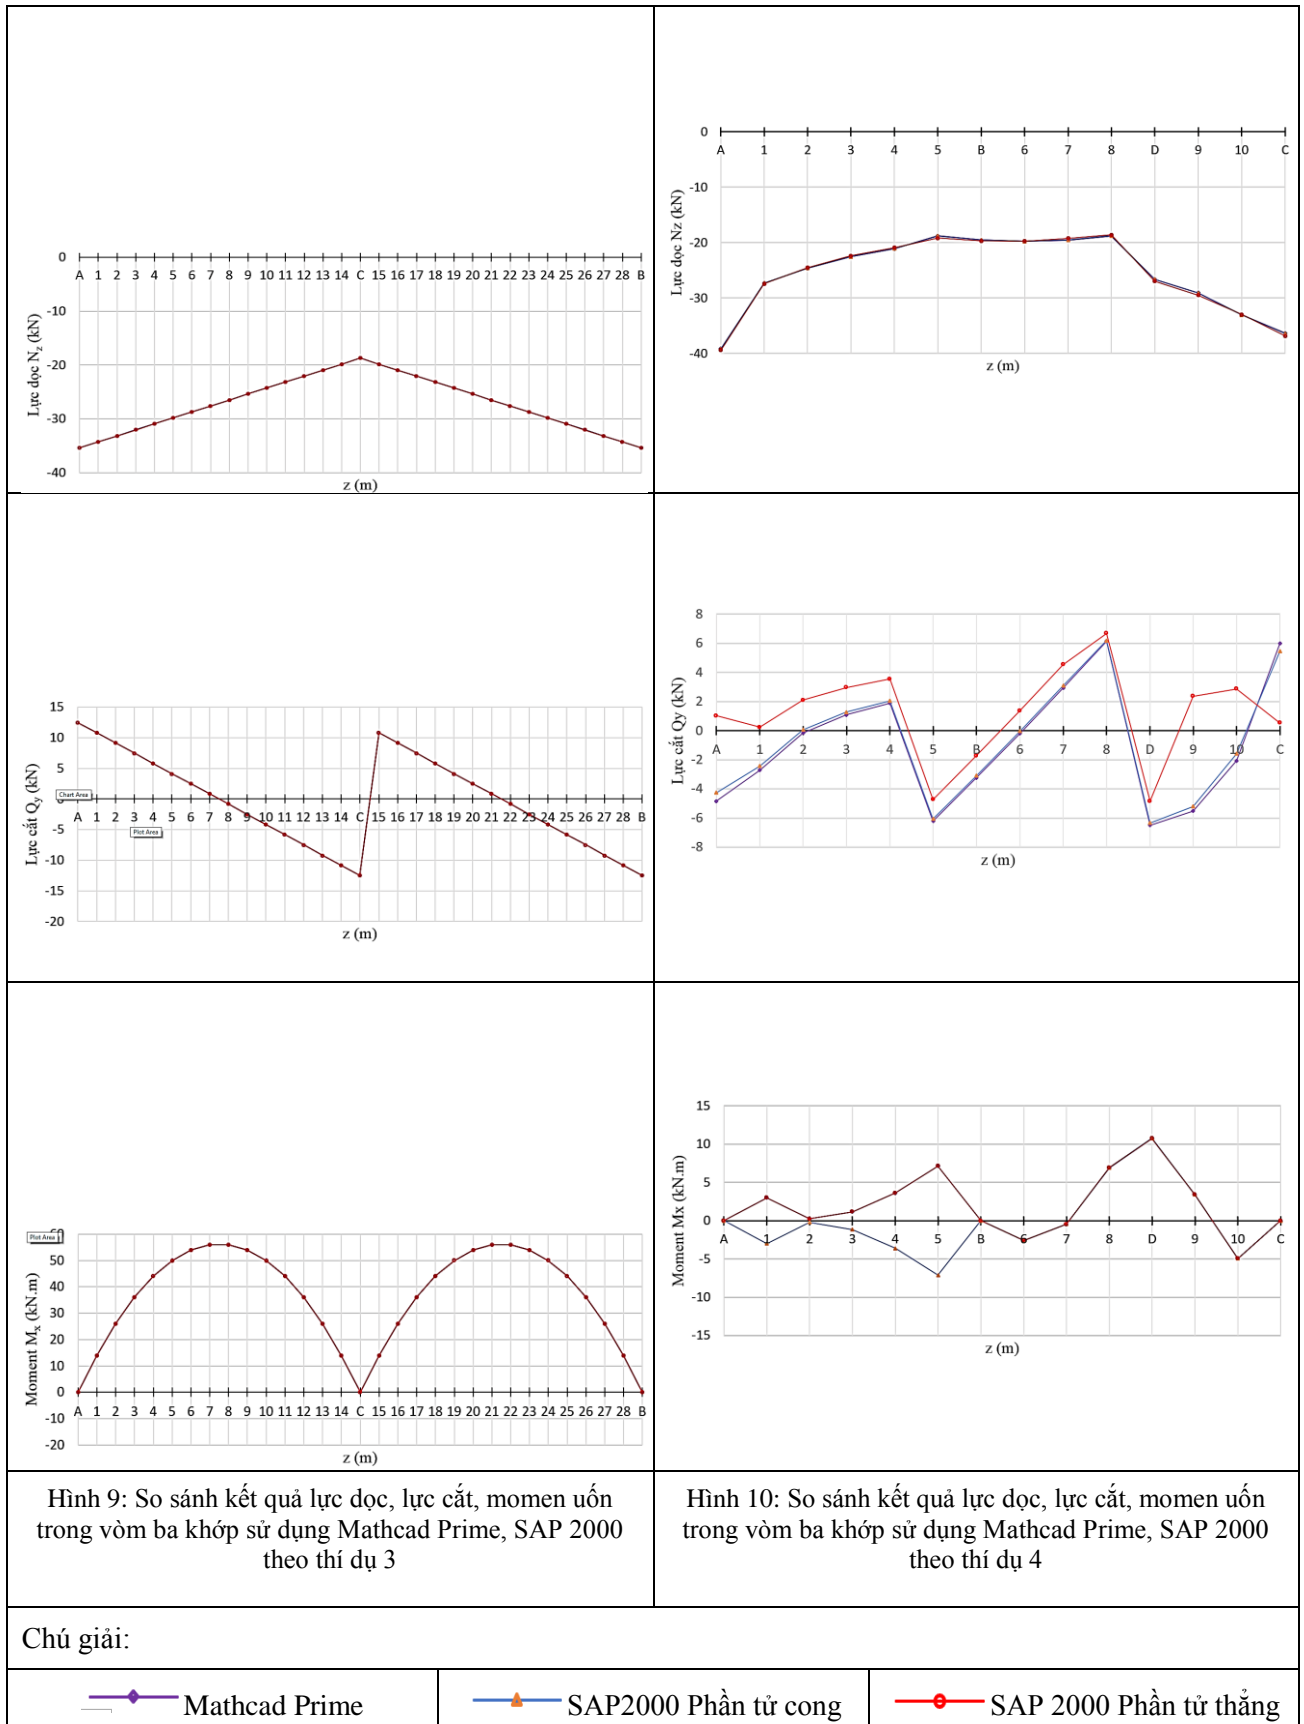 0
A 1 2 3 4 5 6 7 8 9 10 11 12 13 14 C 15 16 17 18 19 20 21 22 23 24 25 26 27 28 B
-10
-20
-30
-40
Lực dọc Nz (kN)
z (m)
0
A 1 2 3 4 5 B 6 7 8 D 9 10 C
-10
-20
-30
-40
Lực dọc Nz (kN)
z (m)
15
10
5
0
Chart Area
A 1 2 3 4 5 6 7 8 9 10 11 12 13 14 C 15 16 17 18 19 20 21 22 23 24 25 26 27 28 B
Plot Area
-5
-10
-15
-20
Lực cắt Qy (kN)
z (m)
8
6
4
2
0
A 1 2 3 4 5 B 6 7 8 D 9 10 C
-2
-4
-6
-8
Lực cắt Qy (kN)
z (m)
60
Plot Area
50
40
30
20
10
0
A 1 2 3 4 5 6 7 8 9 10 11 12 13 14 C 15 16 17 18 19 20 21 22 23 24 25 26 27 28 B
-10
-20
Moment Mx (kN.m)
z (m)
15
10
5
0
A 1 2 3 4 5 B 6 7 8 D 9 10 C
-5
-10
-15
Moment Mx (kN.m)
z (m)
Hình 9: So sánh kết quả lực dọc, lực cắt, momen uốn
trong vòm ba khớp sử dụng Mathcad Prime, SAP 2000
theo thí dụ 3
Hình 10: So sánh kết quả lực dọc, lực cắt, momen uốn
trong vòm ba khớp sử dụng Mathcad Prime, SAP 2000
theo thí dụ 4
Chú giải:
Mathcad Prime
SAP2000 Phần tử cong
SAP 2000 Phần tử thẳng